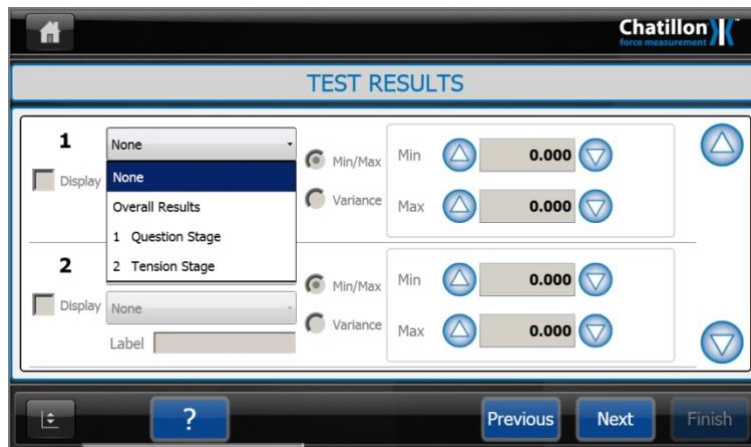 Chatillon
force measurement
TEST RESULTS
1
None
Display
None
Overall Results
1 Question Stage
2 Tension Stage
Min/Max
Variance
Min
0.000
Max
0.000
2
Display
None
Label
Min/Max
Variance
Min
0.000
Max
0.000
?
Previous
Next
Finish